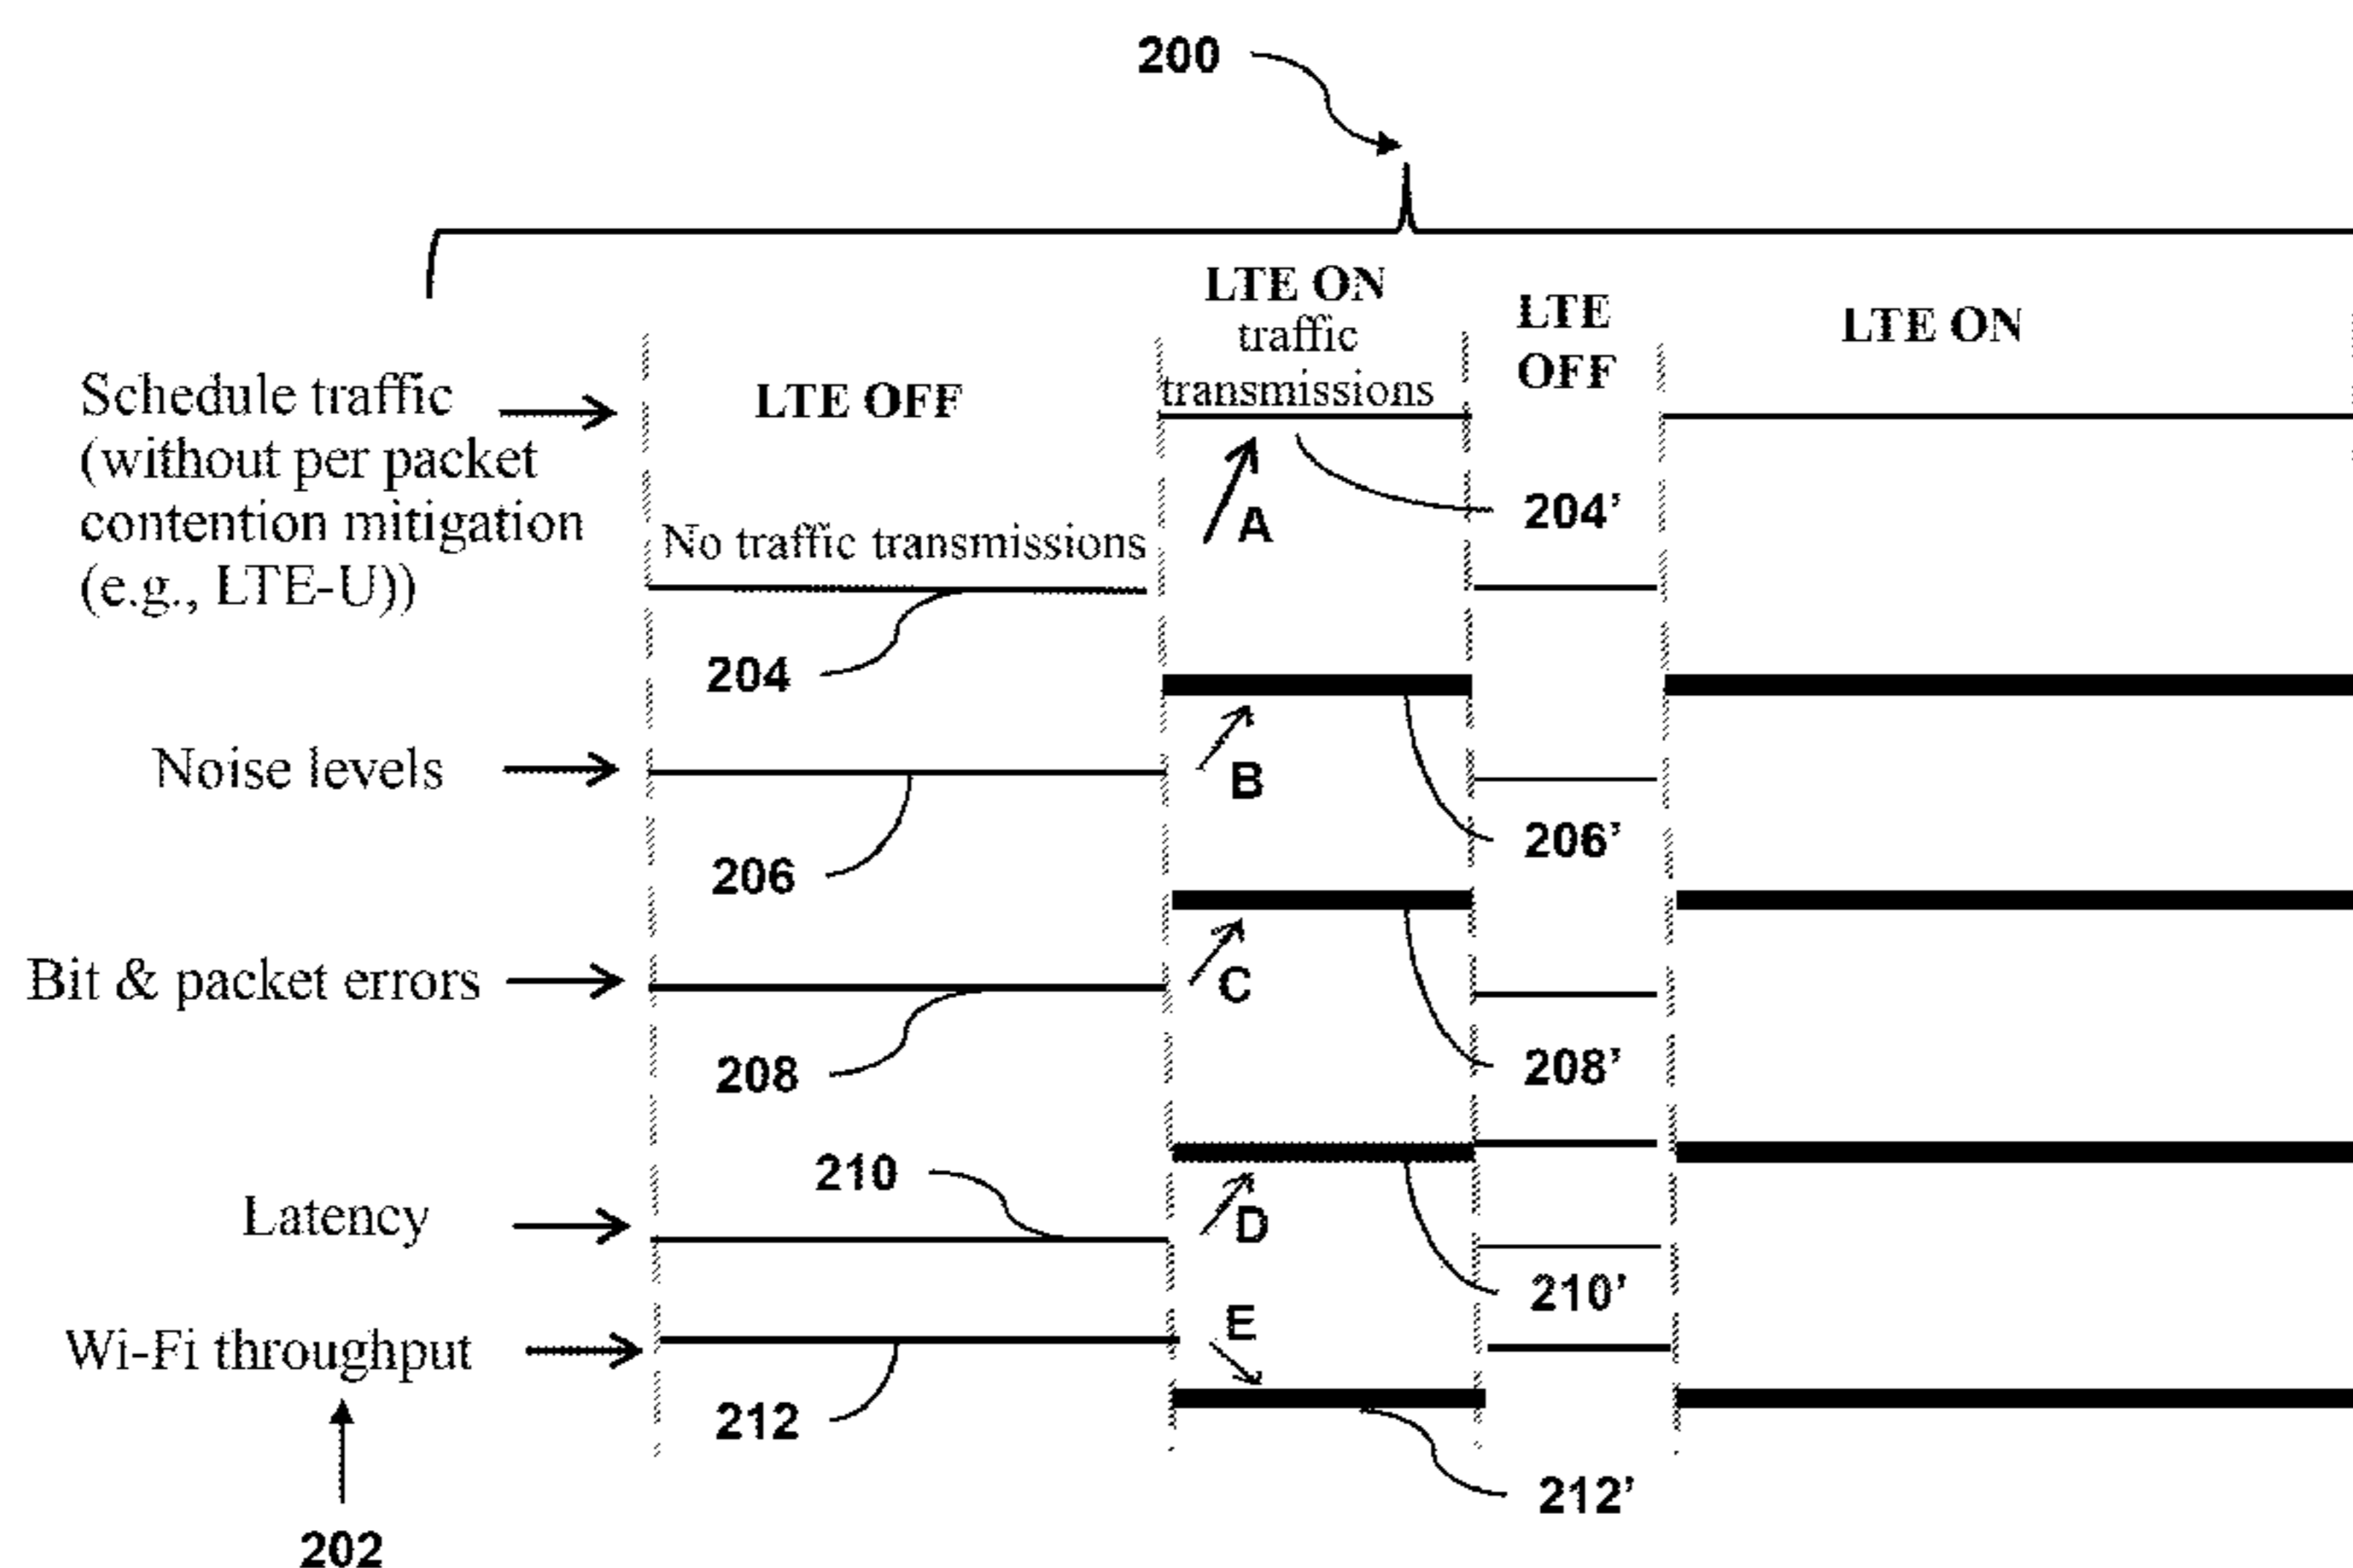 200
LTE ON
traffic
transmissions
LTE
OFF
LTE ON
LTE OFF
Schedule traffic
(without per packet
contention mitigation
(e.g., LTE-U))
No traffic transmissions
A
204’
204
Noise levels
B
206’
206
Bit & packet errors
C
208’
208
210
Latency
D
210’
E
Wi-Fi throughput
212
212’
202